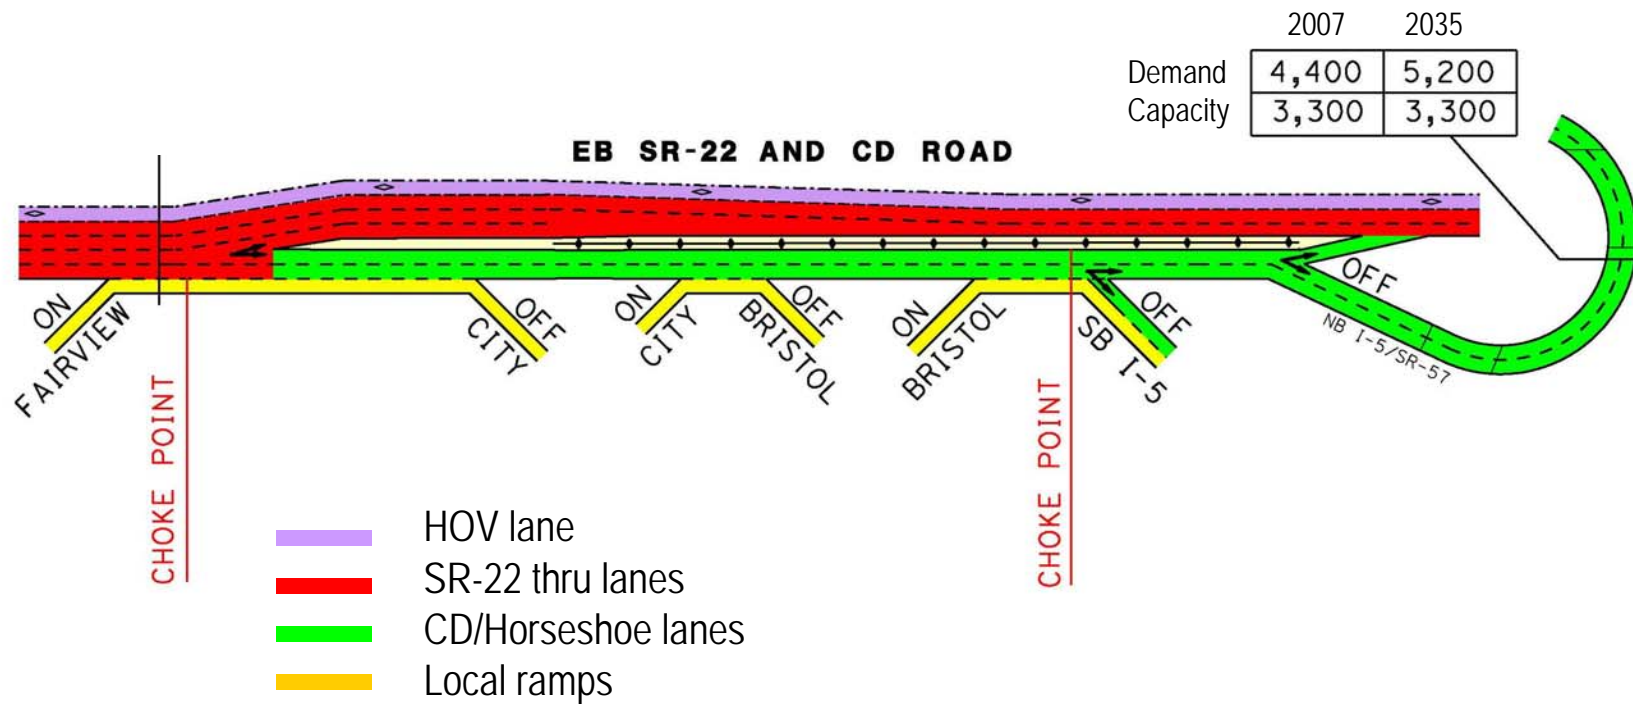 2007 2035
Demand 4,400 5,200
Capacity 3,300 3,300
EB SR-22 AND CD ROAD
ON
FAIRVIEW
OFF
CITY
ON
CITY
OFF
BRISTOL
ON
BRISTOL
OFF
SB I-5
OFF
NB I-5/SR-57
CHOKE POINT
CHOKE POINT
HOV lane
SR-22 thru lanes
CD/Horseshoe lanes
Local ramps